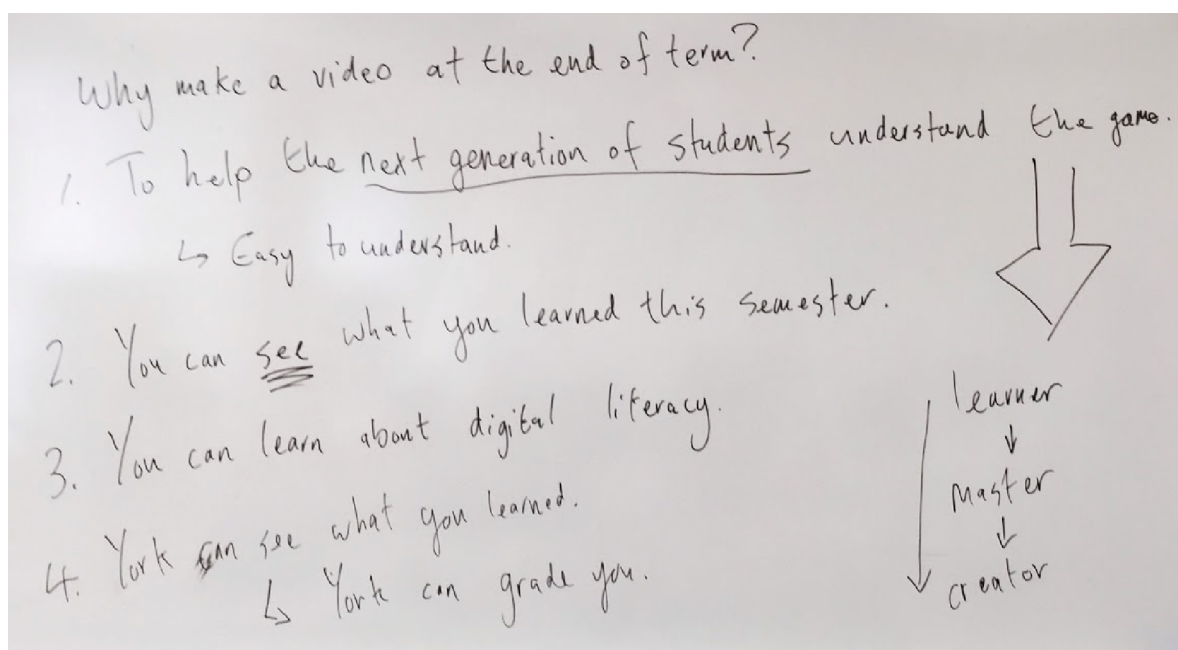 Why make a video at the end of term?
1. To help the next generation of students understand the game.
↳ Easy to understand.
2. You can see what you learned this semester.
3. You can learn about digital literacy.
4. York can see what you learned.
↳ York can grade you.
learner
↓
master
↓
creator